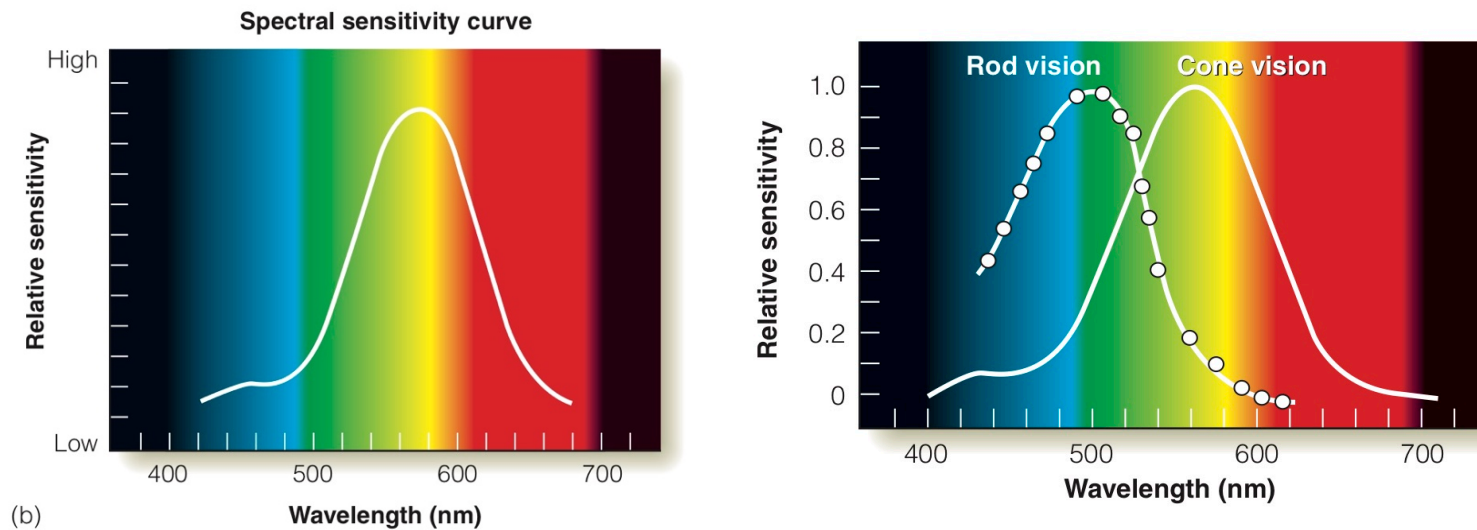 Spectral sensitivity curve
High
Relative sensitivity
Low
400 500 600 700
Wavelength (nm)
(b)
Rod vision Cone vision
1.0
0.8
0.6
0.4
0.2
0
Relative sensitivity
400 500 600 700
Wavelength (nm)